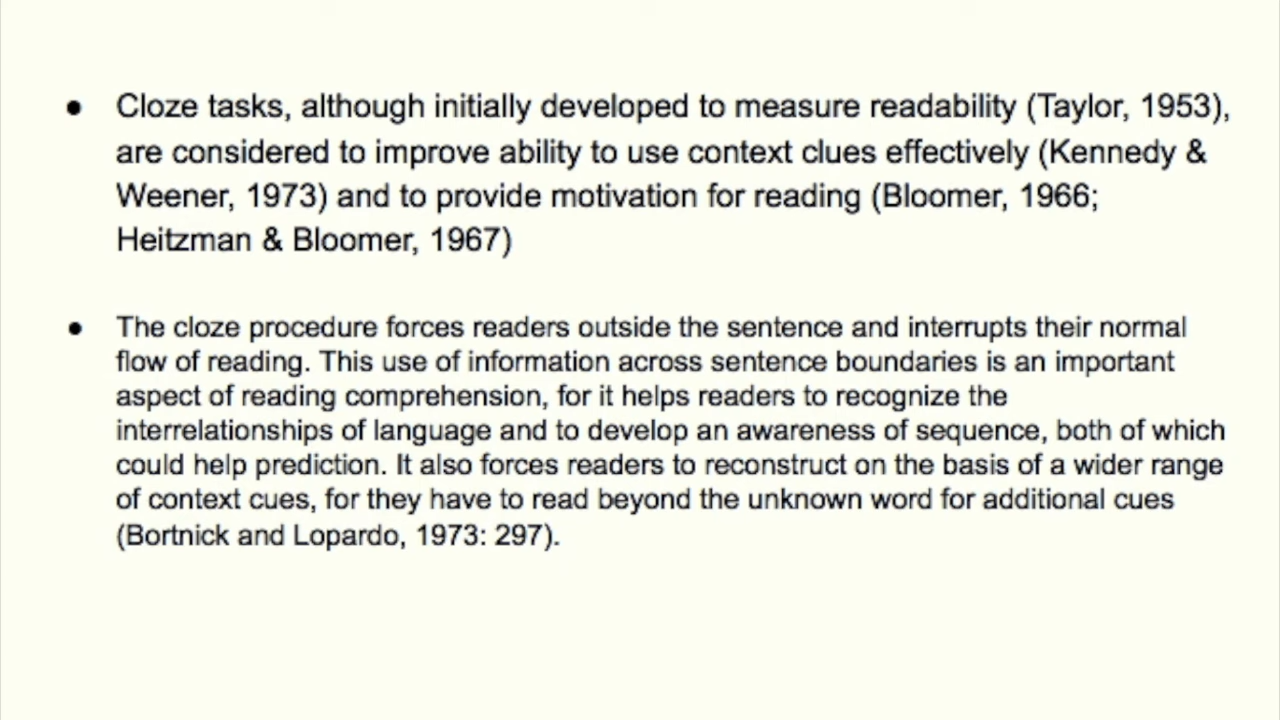 ● Cloze tasks, although initially developed to measure readability (Taylor, 1953),
are considered to improve ability to use context clues effectively (Kennedy &
Weener, 1973) and to provide motivation for reading (Bloomer, 1966;
Heitzman & Bloomer, 1967)
● The cloze procedure forces readers outside the sentence and interrupts their normal
flow of reading. This use of information across sentence boundaries is an important
aspect of reading comprehension, for it helps readers to recognize the
interrelationships of language and to develop an awareness of sequence, both of which
could help prediction. It also forces readers to reconstruct on the basis of a wider range
of context cues, for they have to read beyond the unknown word for additional cues
(Bortnick and Lopardo, 1973: 297).